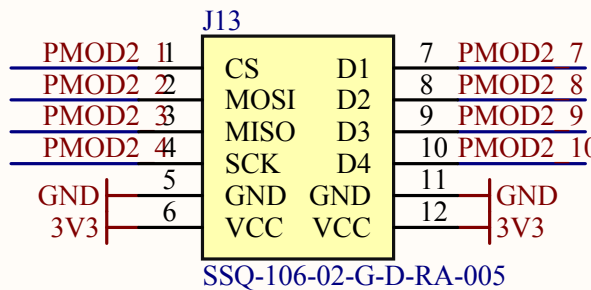 J13
PMOD2_1 1 CS D1 7 PMOD2_7
PMOD2_2 2 MOSI D2 8 PMOD2_8
PMOD2_3 3 MISO D3 9 PMOD2_9
PMOD2_4 4 SCK D4 10 PMOD2_10
GND 5 GND GND 11 GND
3V3 6 VCC VCC 12 3V3
SSQ-106-02-G-D-RA-005